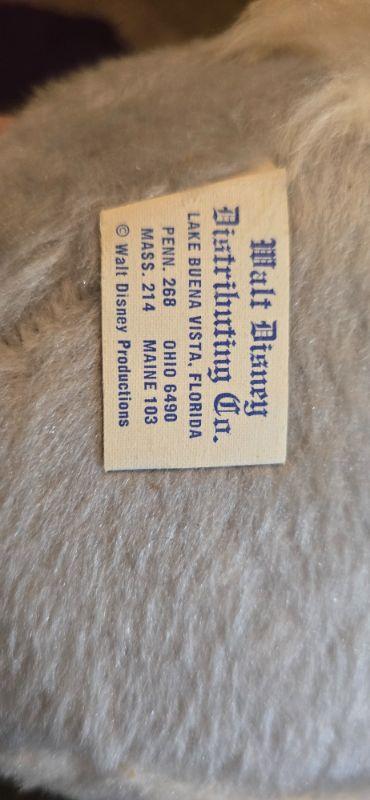 Walt Disney
Distributing Co.
LAKE BUENA VISTA, FLORIDA
PENN. 268 OHIO 6490
MASS. 214 MAINE 103
© Walt Disney Productions